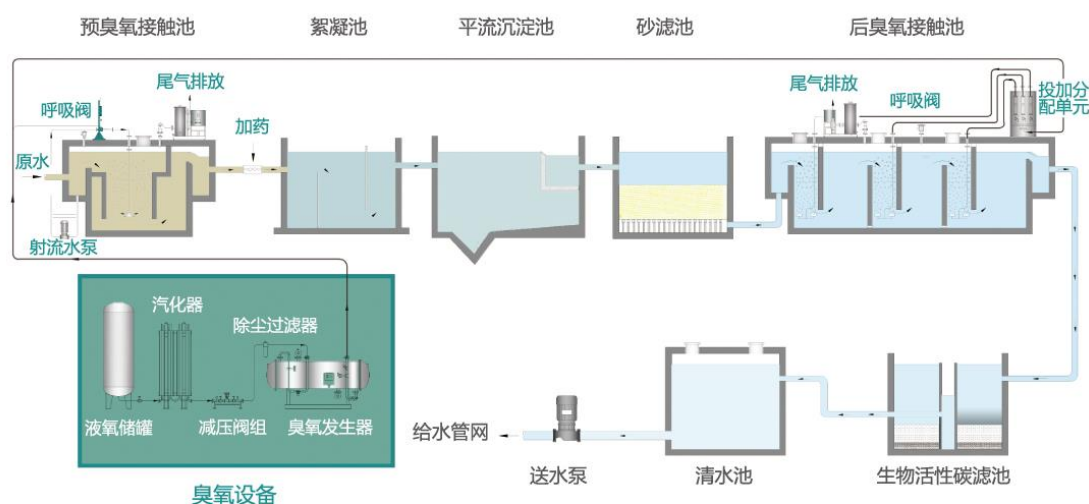 预臭氧接触池
絮凝池
平流沉淀池
砂滤池
后臭氧接触池
尾气排放
呼吸阀
加药
原水
射流水泵
尾气排放
呼吸阀
投加分
配单元
汽化器
除尘过滤器
液氧储罐
减压阀组
臭氧发生器
臭氧设备
给水管网
送水泵
清水池
生物活性碳滤池